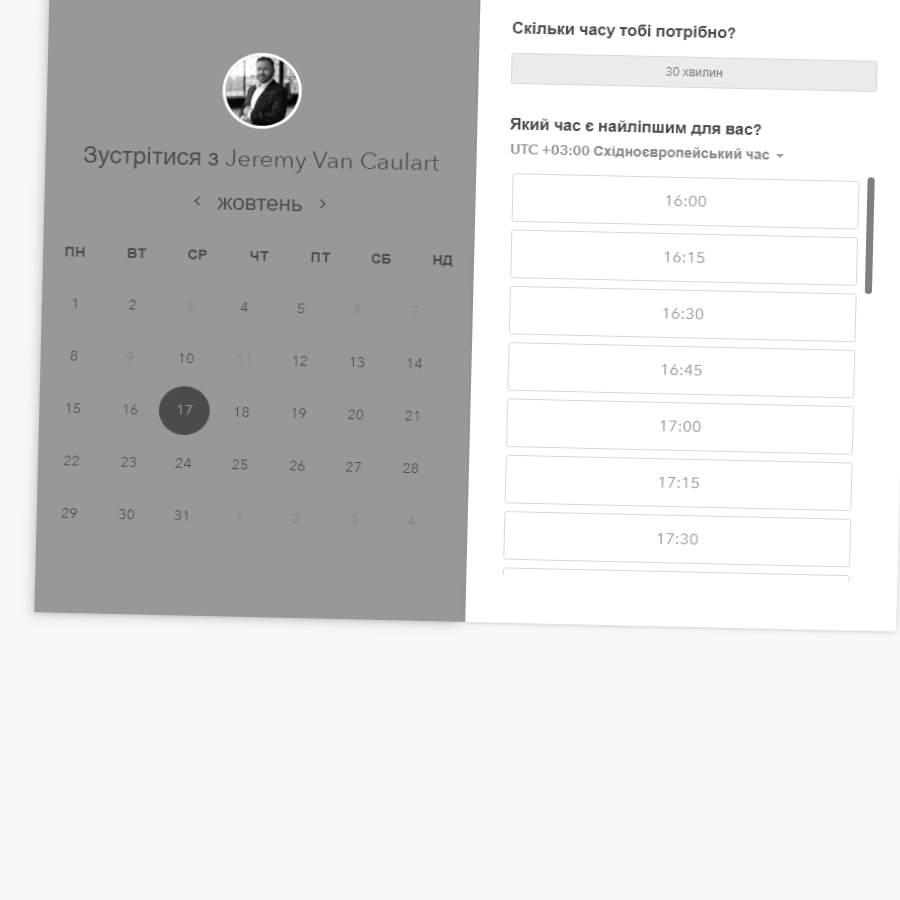 Зустрітися з Jeremy Van Caulart
жовтень
ПН ВТ СР ЧТ ПТ СБ НД
1 2 3 4 5 6 7
8 9 10 11 12 13 14
15 16 17 18 19 20 21
22 23 24 25 26 27 28
29 30 31 1 2 3 4
Скільки часу тобі потрібно?
30 хвилин
Який час є найліпшим для вас?
UTC +03:00 Східноєвропейський час
16:00
16:15
16:30
16:45
17:00
17:15
17:30